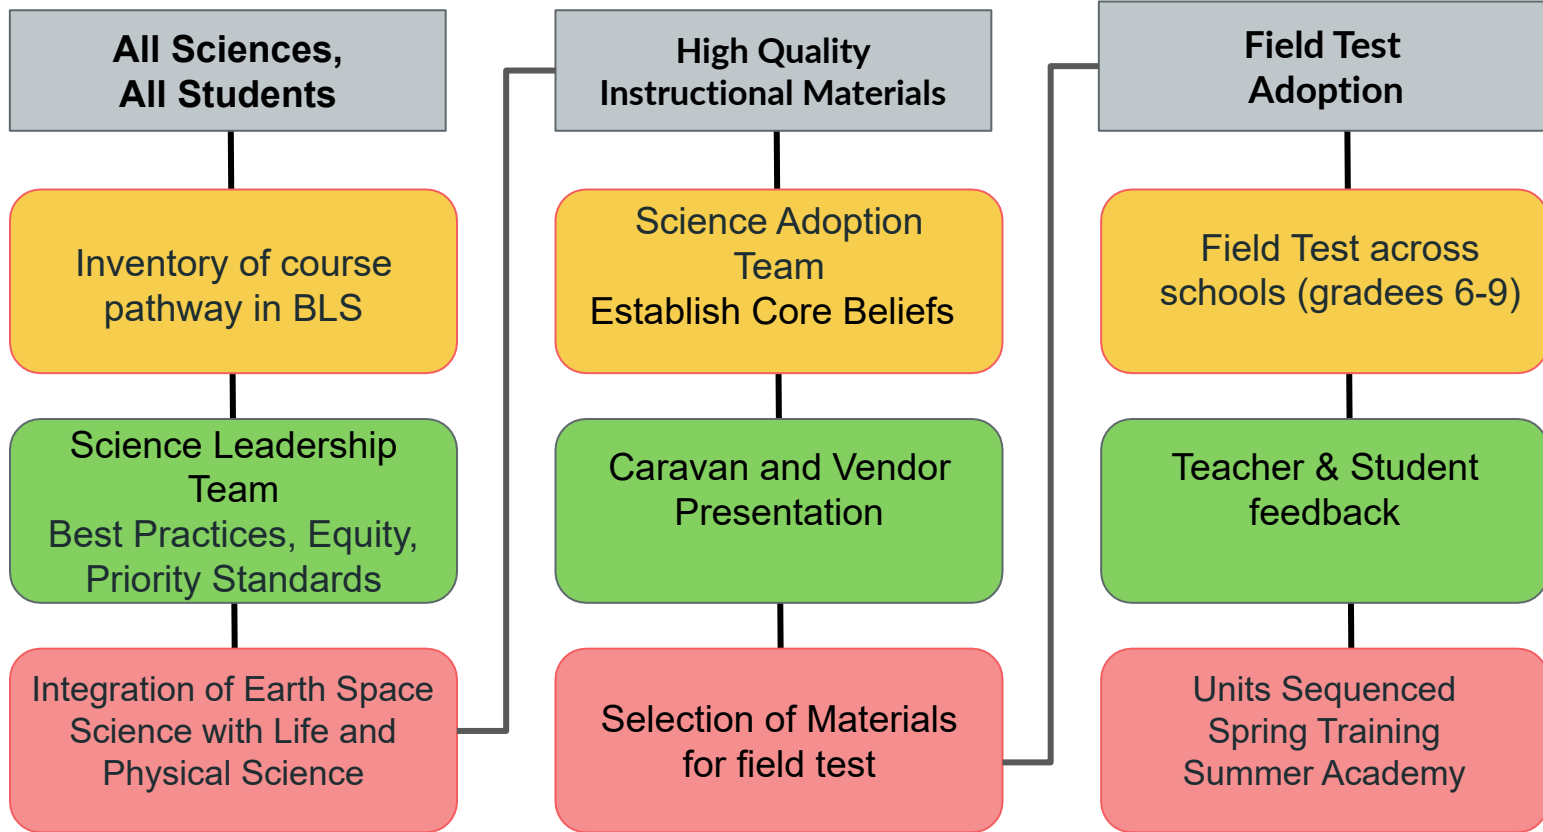 All Sciences,
All Students
Inventory of course
pathway in BLS
Science Leadership
Team
Best Practices, Equity,
Priority Standards
Integration of Earth Space
Science with Life and
Physical Science
High Quality
Instructional Materials
Science Adoption
Team
Establish Core Beliefs
Caravan and Vendor
Presentation
Selection of Materials
for field test
Field Test
Adoption
Field Test across
schools (gradees 6-9)
Teacher & Student
feedback
Units Sequenced
Spring Training
Summer Academy